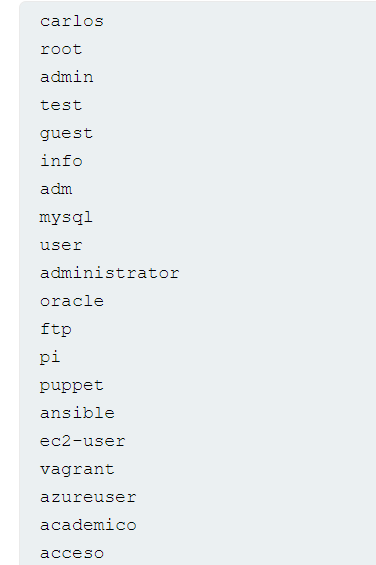 carlos
root
admin
test
guest
info
adm
mysql
user
administrator
oracle
ftp
pi
puppet
ansible
ec2-user
vagrant
azureuser
academico
acceso